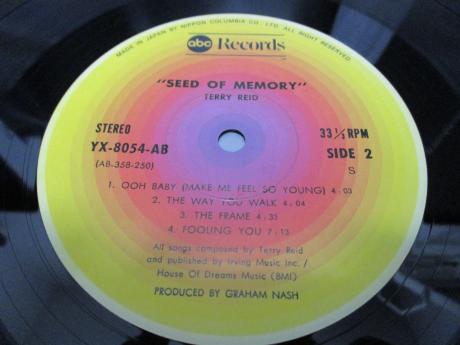 MADE IN JAPAN BY NIPPON COLUMBIA CO., LTD. / ALL RIGHT RESERVED.
abc Records
"SEED OF MEMORY"
TERRY REID
STEREO 33 1/3 RPM
YX-8054-AB SIDE 2
(AB-358-250) S
1. OOH BABY (MAKE ME FEEL SO YOUNG) 4:03
2. THE WAY YOU WALK 4:04
3. THE FRAME 4:35
4. FOOLING YOU 7:13
All songs composed by Terry Reid
and published by Irving Music Inc. /
House Of Dreams Music (BMI)
PRODUCED BY GRAHAM NASH